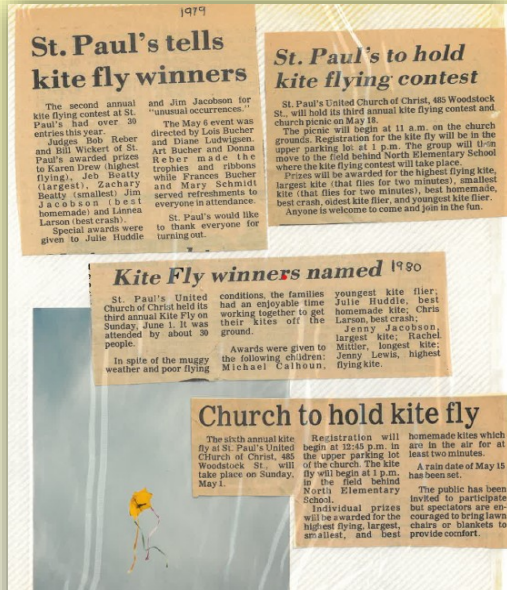 1979
St. Paul's tells
kite fly winners
The second annual
kite flying contest at St.
Paul's had over 30
entries this year.
Judges Bob Reber
and Bill Wickert of St.
Paul's awarded prizes
to Karen Drew (highest
flying), Jeb Beatty
(largest), Zachary
Beatty (smallest) Jim
Jacobson (best
homemade) and Linnea
Larson (best crash).
Special awards were
given to Julie Huddle
and Jim Jacobson for
"unusual occurrences."
The May 6 event was
directed by Lois Bucher
and Diane Ludwigsen.
Art Bucher and Donna
Reber made the
trophies and ribbons
while Frances Bucher
and Mary Schmidt
served refreshments to
everyone in attendance.
St. Paul's would like
to thank everyone for
turning out.
St. Paul's to hold
kite flying contest
St. Paul's United Church of Christ, 485 Woodstock
St., will hold its third annual kite flying contest and
church picnic on May 18.
The picnic will begin at 11 a.m. on the church
grounds. Registration for the kite fly will be in the
upper parking lot at 1 p.m. The group will then
move to the field behind North Elementary School
where the kite flying contest will take place.
Prizes will be awarded for the highest flying kite,
largest kite (that flies for two minutes), smallest
kite (that flies for two minutes), best homemade,
best crash, oldest kite flier, and youngest kite flier.
Anyone is welcome to come and join in the fun.
Kite Fly winners named 1980
St. Paul's United
Church of Christ held its
third annual Kite Fly on
Sunday, June 1. It was
attended by about 30
people.
In spite of the muggy
weather and poor flying
conditions, the families
had an enjoyable time
working together to get
their kites off the
ground.
Awards were given to
the following children:
Michael Calhoun,
youngest kite flier;
Julie Huddle, best
homemade kite; Chris
Larson, best crash;
Jenny Jacobson,
largest kite; Rachel
Mittler, longest kite;
Jenny Lewis, highest
flying kite.
Church to hold kite fly
The sixth annual kite
fly at St. Paul's United
CHurch of Christ, 485
Woodstock St., will
take place on Sunday,
May 1.
Registration will
begin at 12:45 p.m. in
the upper parking lot
of the church. The kite
fly will begin at 1 p.m.
in the field behind
North Elementary
School.
Individual prizes
will be awarded for the
highest flying, largest,
smallest, and best
homemade kites which
are in the air for at
least two minutes.
A rain date of May 15
has been set.
The public has been
invited to participate
but spectators are en-
couraged to bring lawn
chairs or blankets to
provide comfort.